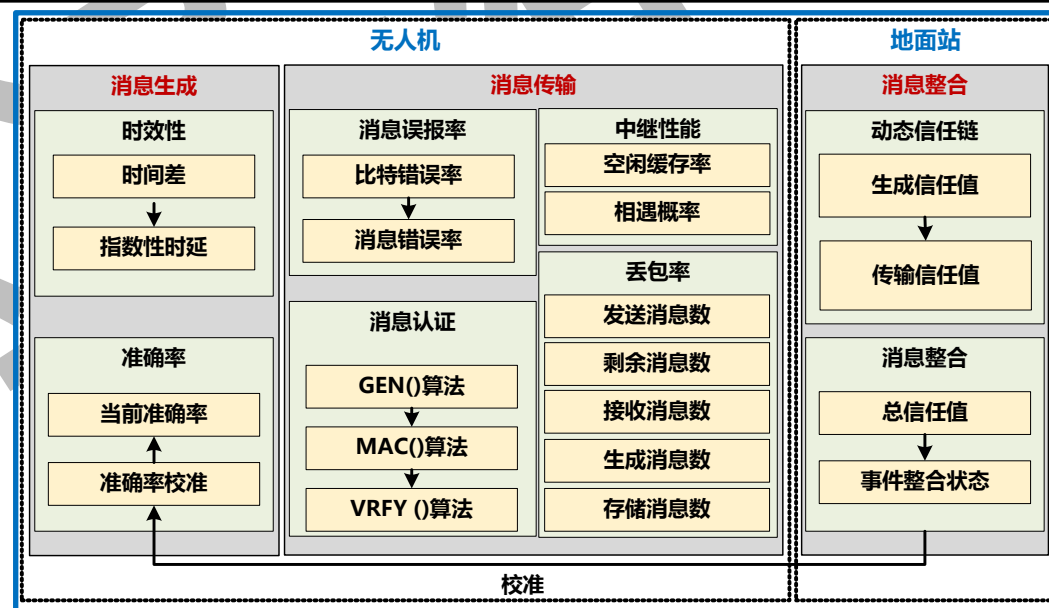 无人机
地面站
消息生成
消息传输
消息整合
时效性
时间差
指数性时延
准确率
当前准确率
准确率校准
消息误报率
比特错误率
消息错误率
消息认证
GEN()算法
MAC()算法
VRFY ()算法
中继性能
空闲缓存率
相遇概率
丢包率
发送消息数
剩余消息数
接收消息数
生成消息数
存储消息数
动态信任链
生成信任值
传输信任值
消息整合
总信任值
事件整合状态
校准